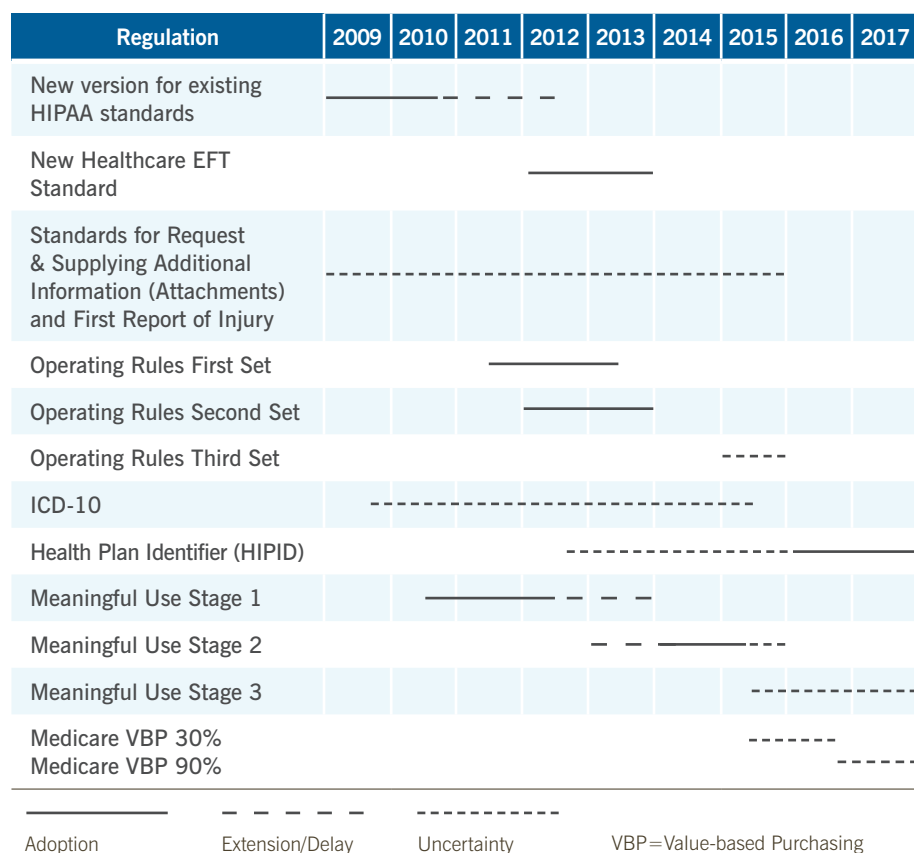 Regulation 2009 2010 2011 2012 2013 2014 2015 2016 2017
New version for existing
HIPAA standards
New Healthcare EFT
Standard
Standards for Request
& Supplying Additional
Information (Attachments)
and First Report of Injury
Operating Rules First Set
Operating Rules Second Set
Operating Rules Third Set
ICD-10
Health Plan Identifier (HIPID)
Meaningful Use Stage 1
Meaningful Use Stage 2
Meaningful Use Stage 3
Medicare VBP 30%
Medicare VBP 90%
Adoption Extension/Delay Uncertainty VBP=Value-based Purchasing